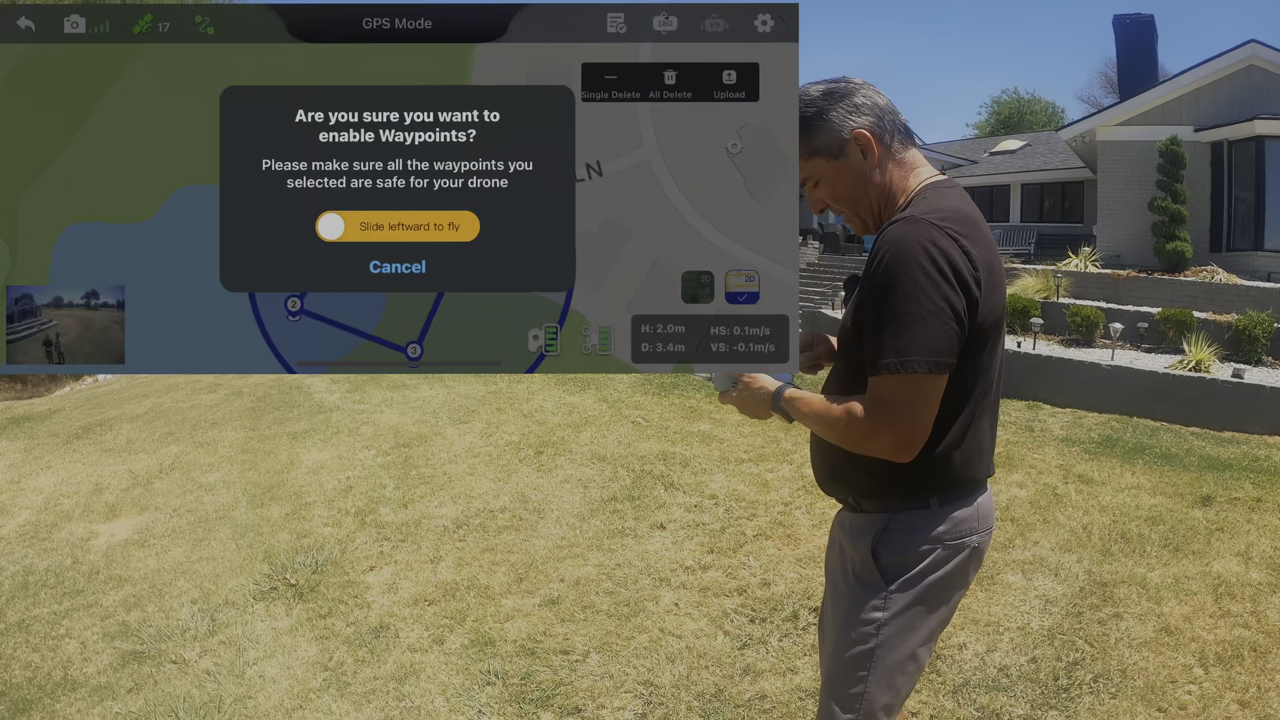 17
GPS Mode
180
Single Delete All Delete Upload
Are you sure you want to
enable Waypoints?
Please make sure all the waypoints you
selected are safe for your drone
Slide leftward to fly
Cancel
LN
3D
2D
2
3
H: 2.0m HS: 0.1m/s
D: 3.4m VS: -0.1m/s